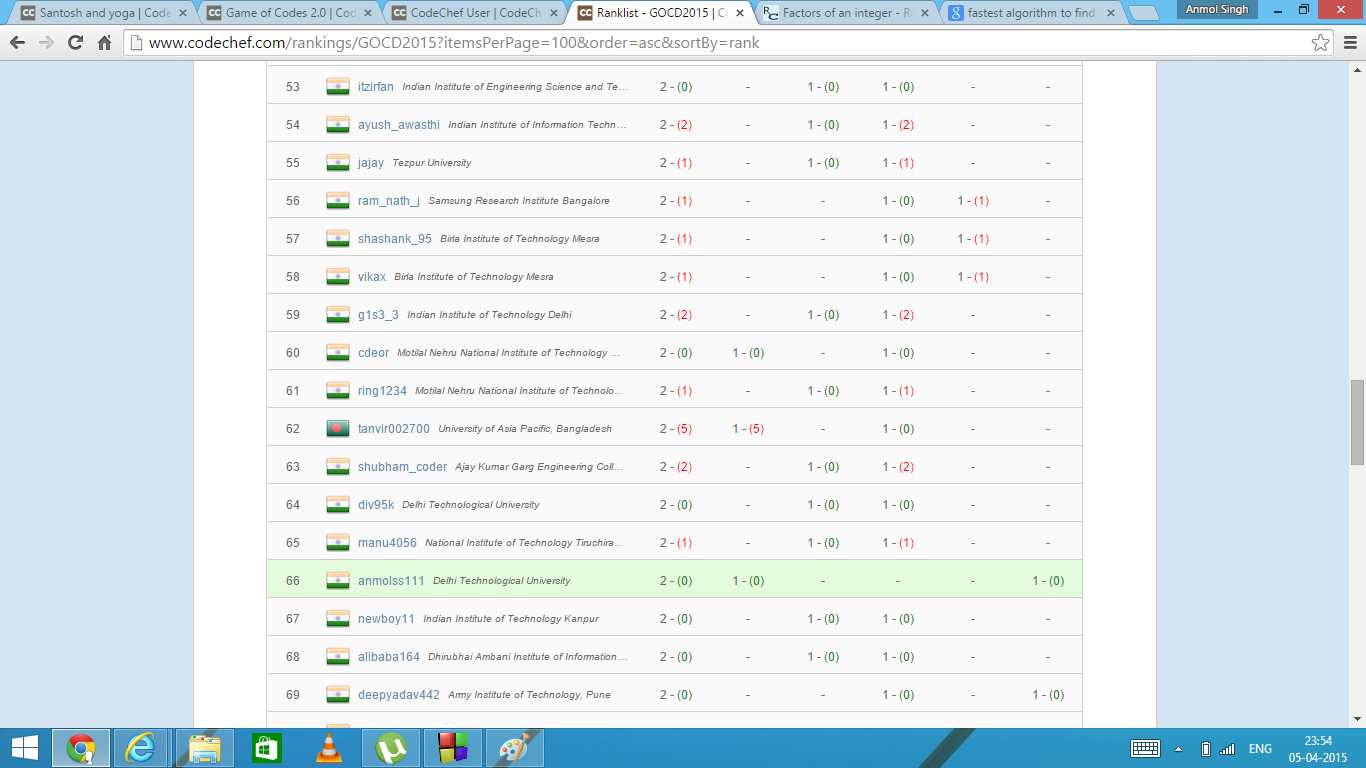 Santosh and yoga | Code
Game of Codes 2.0 | Cod
CodeChef User | CodeCh
Ranklist - GOCD2015 | Co
Factors of an integer - R
fastest algorithm to find
Anmol Singh
www.codechef.com/rankings/GOCD2015?itemsPerPage=100&order=asc&sortBy=rank
53 itzirfan Indian Institute of Engineering Science and Te... 2 - (0) - 1 - (0) 1 - (0) - -
54 ayush_awasthi Indian Institute of Information Techn... 2 - (2) - 1 - (0) 1 - (2) - -
55 jajay Tezpur University 2 - (1) - 1 - (0) 1 - (1) - -
56 ram_nath_j Samsung Research Institute Bangalore 2 - (1) - - 1 - (0) 1 - (1) -
57 shashank_95 Birla Institute of Technology Mesra 2 - (1) - - 1 - (0) 1 - (1) -
58 vikax Birla Institute of Technology Mesra 2 - (1) - - 1 - (0) 1 - (1) -
59 g1s3_3 Indian Institute of Technology Delhi 2 - (2) - 1 - (0) 1 - (2) - -
60 cdeor Motilal Nehru National Institute of Technology ... 2 - (0) 1 - (0) - 1 - (0) - -
61 ring1234 Motilal Nehru National Institute of Technolo... 2 - (1) - 1 - (0) 1 - (1) - -
62 tanvir002700 University of Asia Pacific, Bangladesh 2 - (5) 1 - (5) - 1 - (0) - -
63 shubham_coder Ajay Kumar Garg Engineering Coll... 2 - (2) - 1 - (0) 1 - (2) - -
64 div95k Delhi Technological University 2 - (0) - 1 - (0) 1 - (0) - -
65 manu4056 National Institute of Technology Tiruchira... 2 - (1) - 1 - (0) 1 - (1) - -
66 anmolss111 Delhi Technological University 2 - (0) 1 - (0) - - - 1 - (0)
67 newboy11 Indian Institute of Technology Kanpur 2 - (0) - 1 - (0) 1 - (0) - -
68 alibaba164 Dhirubhai Ambani Institute of Information... 2 - (0) - 1 - (0) 1 - (0) - -
69 deepyadav442 Army Institute of Technology, Pune 2 - (0) - - 1 - (0) - 1 - (0)
ENG
23:54
05-04-2015